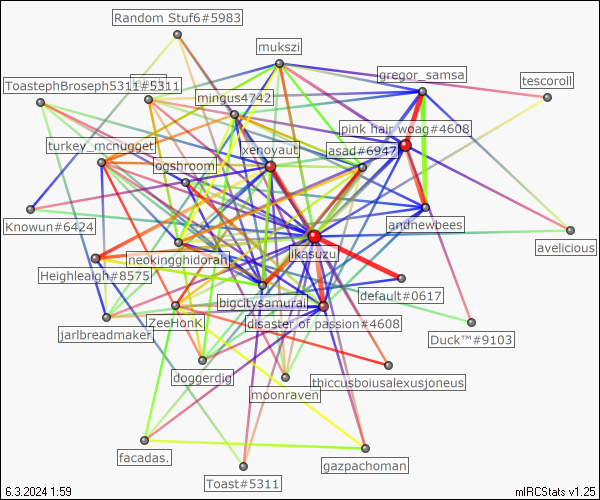 Random Stuf6#5983
mukszi
gregor_samsa
tescoroll
ToastephBroseph5311#5311
mingus4742
pink hair woag#4608
turkey_mcnugget
xenoyaut
asad#6947
ooshroom
Knowun#6424
andnewbees
avelicious
jikasuzu
neokingghidorah
Heighleaigh#8575
default#0617
bigcitysamurai
jarlbreadmaker
ZeeHonK
disaster of passion#4608
Duck™#9103
doggerdig
moonraven
thiccusboiusalexusjoneus
facadas.
Toast#5311
gazpachoman
6.3.2024 1:59
mIRCStats v1.25